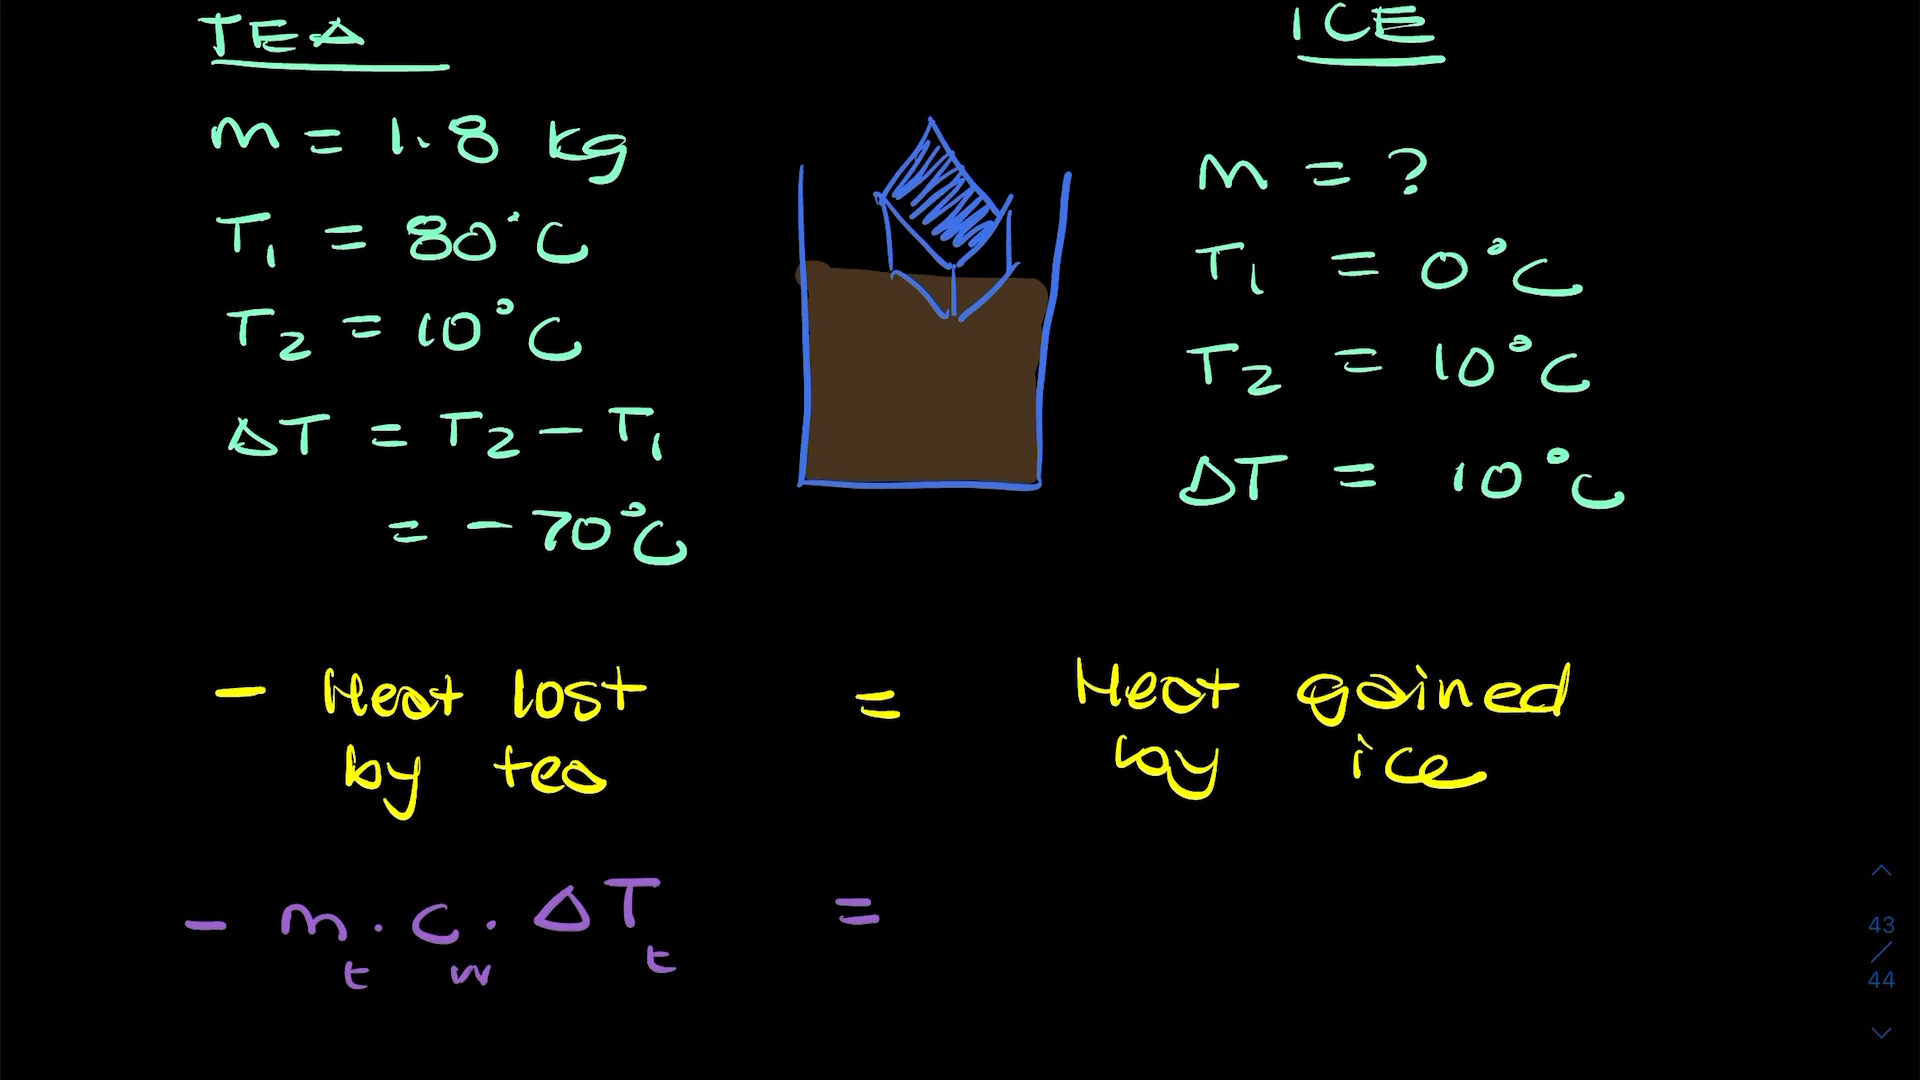 TEA
m = 1.8 kg
T1 = 80°C
T2 = 10°C
ΔT = T2 - T1
= -70°C
ICE
m = ?
T1 = 0°C
T2 = 10°C
ΔT = 10°C
- Heat lost by tea = Heat gained by ice
- mt · cw · ΔTt =
43
/
44